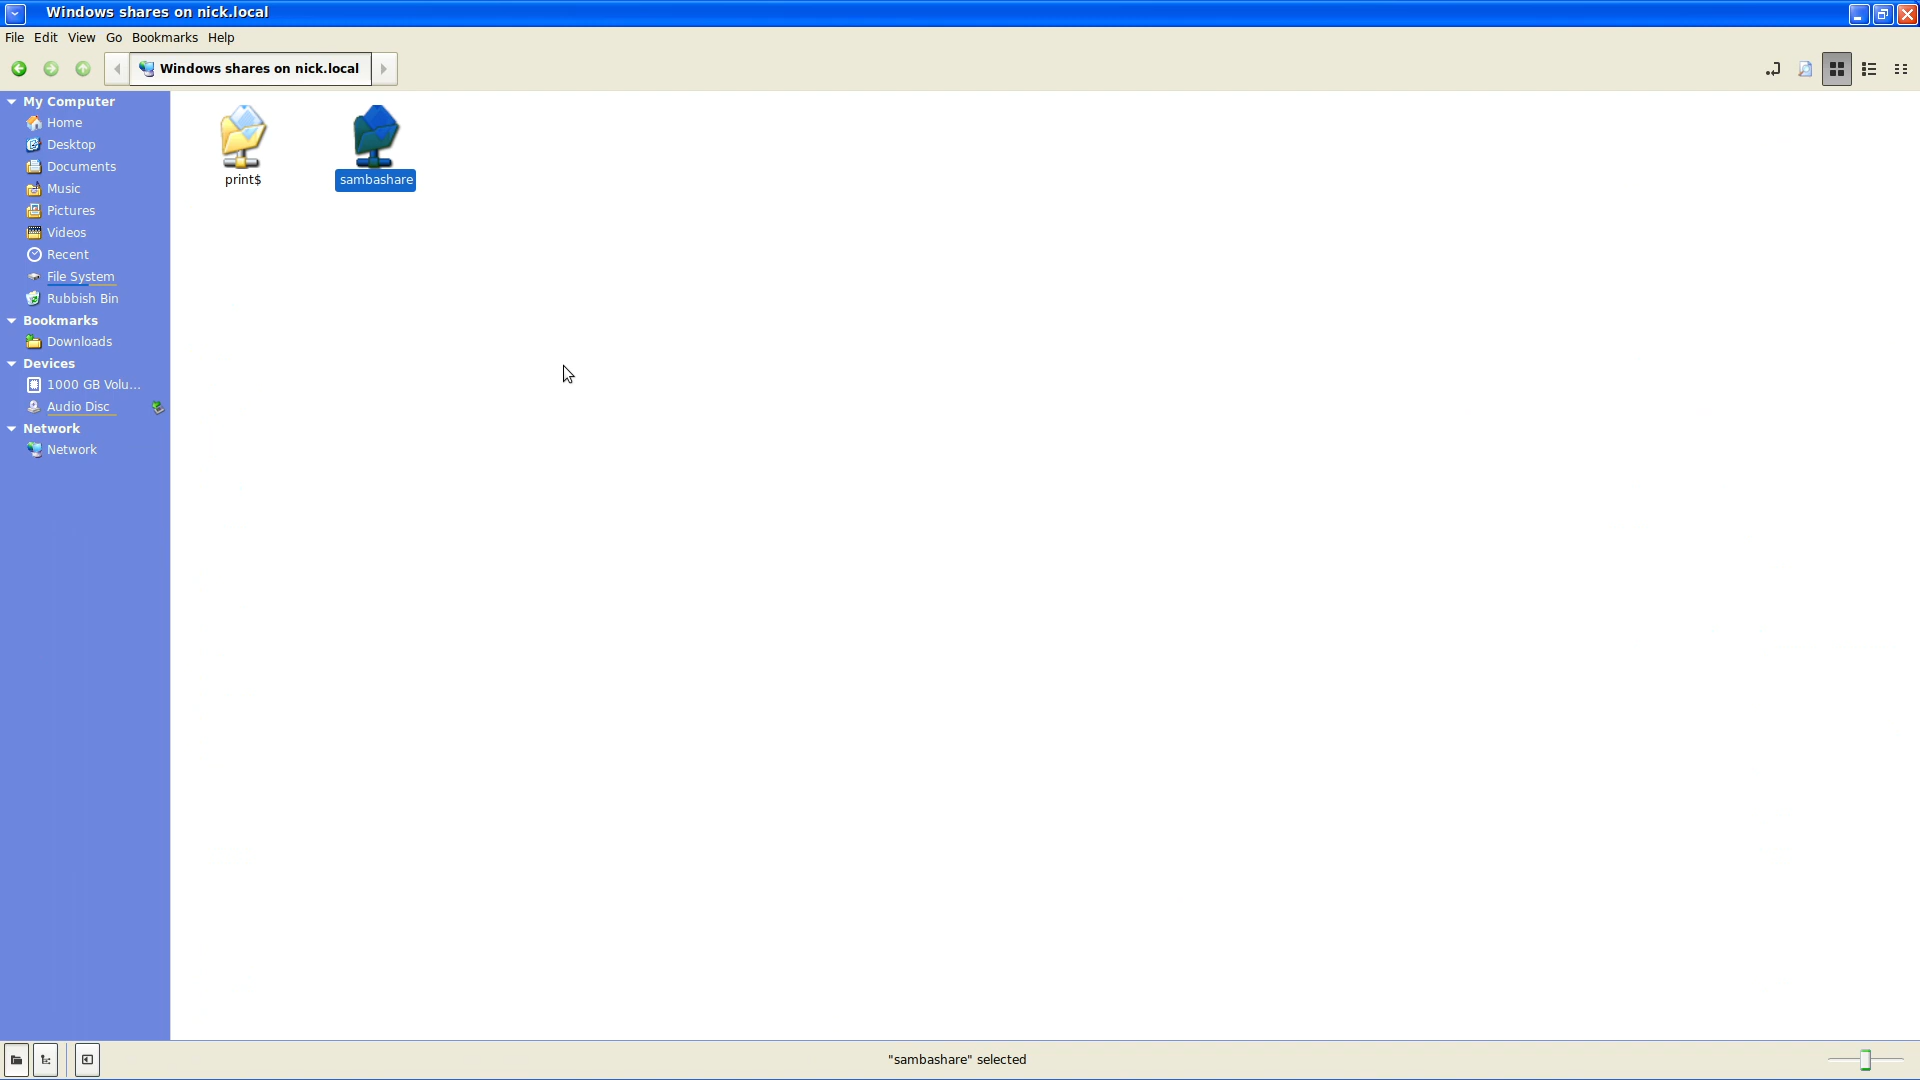 Windows shares on nick.local
File Edit View Go Bookmarks Help
Windows shares on nick.local
My Computer
Home
Desktop
Documents
Music
Pictures
Videos
Recent
File System
Rubbish Bin
Bookmarks
Downloads
Devices
1000 GB Volu...
Audio Disc
Network
Network
print$
sambashare
"sambashare" selected